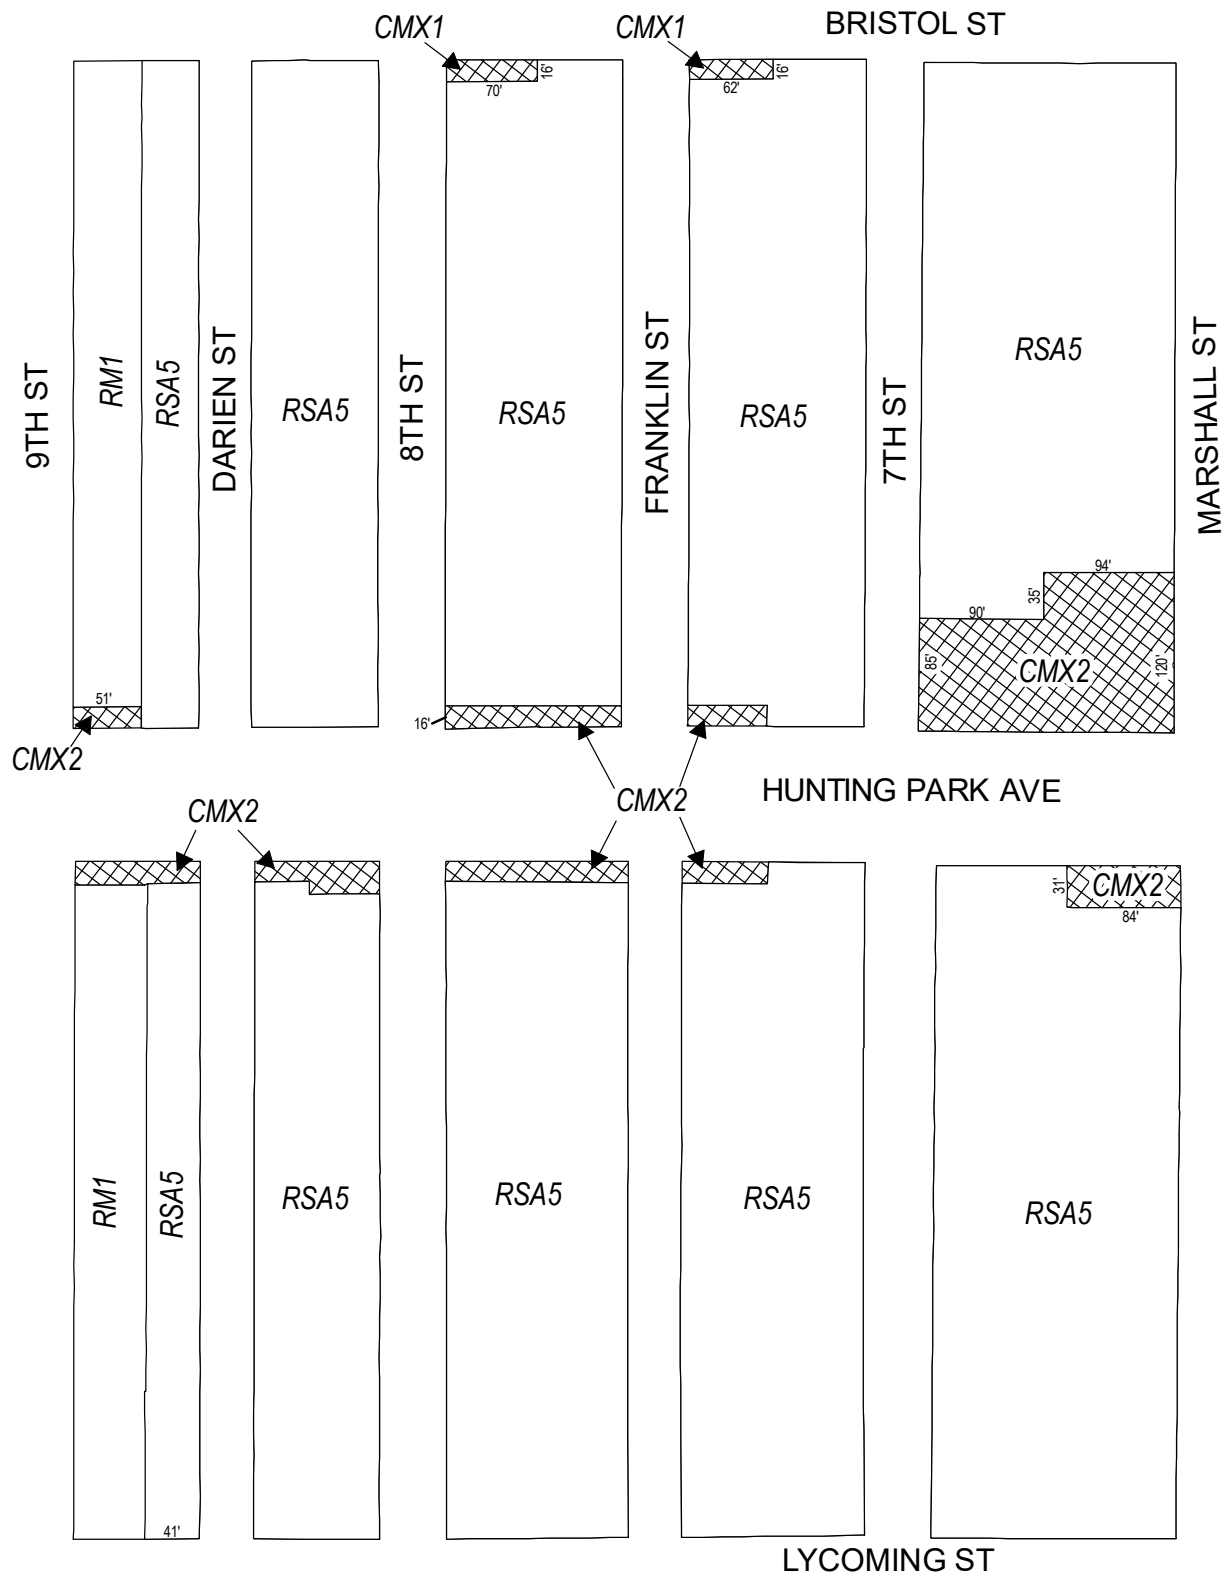 CMX1
CMX1
BRISTOL ST
16'
16'
70'
62'
9TH ST
RM1
RSA5
DARIEN ST
RSA5
8TH ST
RSA5
FRANKLIN ST
RSA5
7TH ST
RSA5
MARSHALL ST
94'
35'
90'
85'
CMX2
120'
51'
16'
CMX2
HUNTING PARK AVE
CMX2
CMX2
31'
CMX2
84'
RM1
RSA5
RSA5
RSA5
RSA5
RSA5
41'
LYCOMING ST